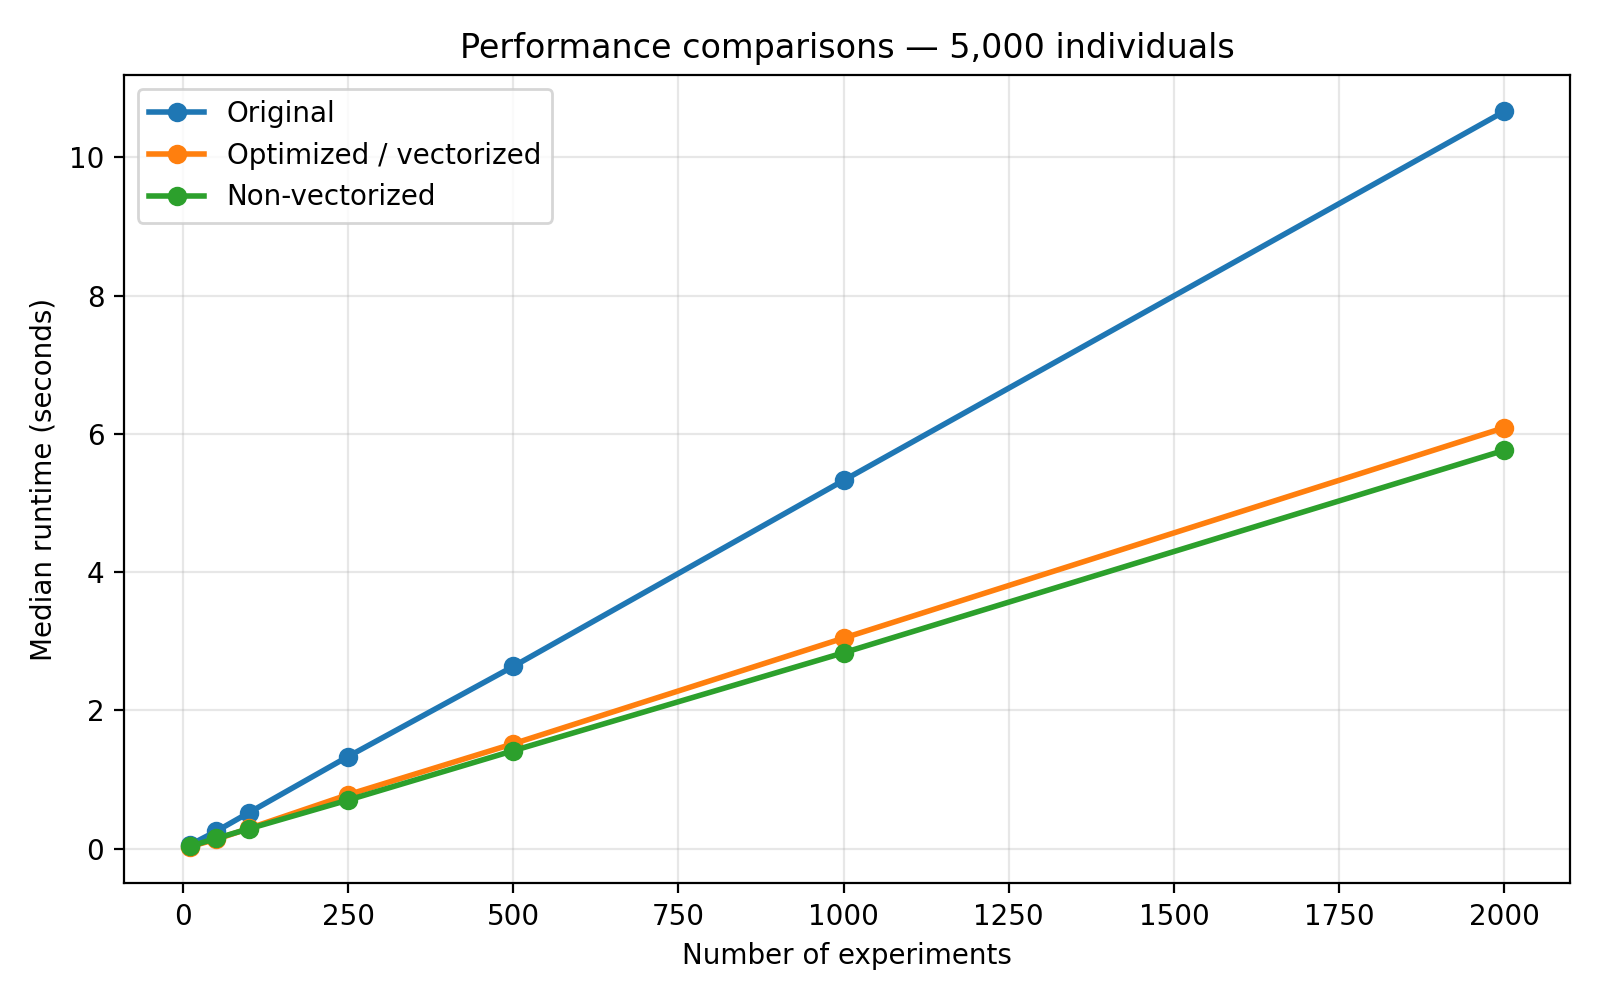 Performance comparisons — 5,000 individuals
Original
Optimized / vectorized
Non-vectorized
Median runtime (seconds)
10
8
6
4
2
0
0 250 500 750 1000 1250 1500 1750 2000
Number of experiments